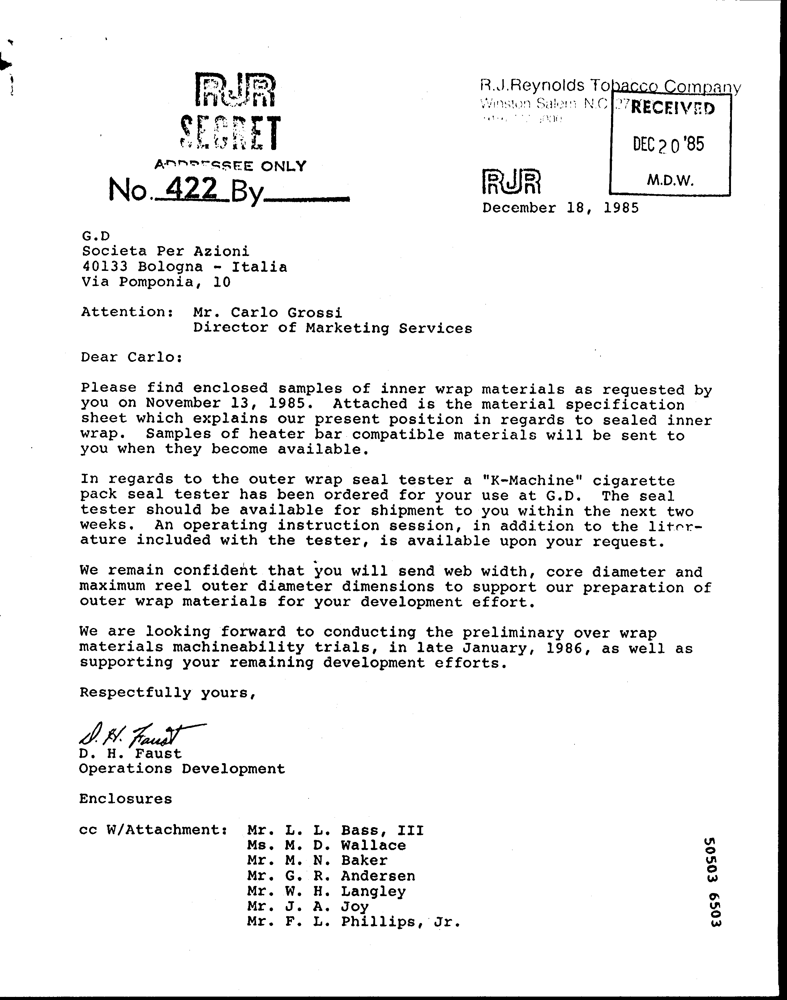 RJR
SECRET
ADDRESSEE ONLY
No. 422 By
R.J.Reynolds Tobacco Company
Winston Salem N.C. 27
RECEIVED
DEC 20 '85
M.D.W.
RJR
December 18, 1985
G.D
Societa Per Azioni
40133 Bologna - Italia
Via Pomponia, 10
Attention: Mr. Carlo Grossi
Director of Marketing Services
Dear Carlo:
Please find enclosed samples of inner wrap materials as requested by
you on November 13, 1985. Attached is the material specification
sheet which explains our present position in regards to sealed inner
wrap. Samples of heater bar compatible materials will be sent to
you when they become available.
In regards to the outer wrap seal tester a "K-Machine" cigarette
pack seal tester has been ordered for your use at G.D. The seal
tester should be available for shipment to you within the next two
weeks. An operating instruction session, in addition to the liter-
ature included with the tester, is available upon your request.
We remain confident that you will send web width, core diameter and
maximum reel outer diameter dimensions to support our preparation of
outer wrap materials for your development effort.
We are looking forward to conducting the preliminary over wrap
materials machineability trials, in late January, 1986, as well as
supporting your remaining development efforts.
Respectfully yours,
D. H. Faust
D. H. Faust
Operations Development
Enclosures
cc W/Attachment: Mr. L. L. Bass, III
Ms. M. D. Wallace
Mr. M. N. Baker
Mr. G. R. Andersen
Mr. W. H. Langley
Mr. J. A. Joy
Mr. F. L. Phillips, Jr.
50503 6503